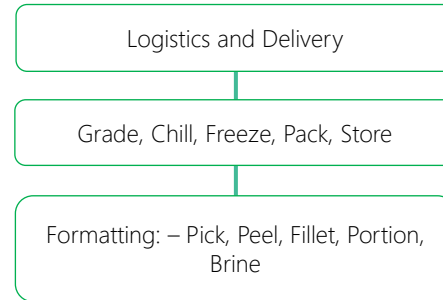 Logistics and Delivery
Grade, Chill, Freeze, Pack, Store
Formatting: – Pick, Peel, Fillet, Portion,
Brine